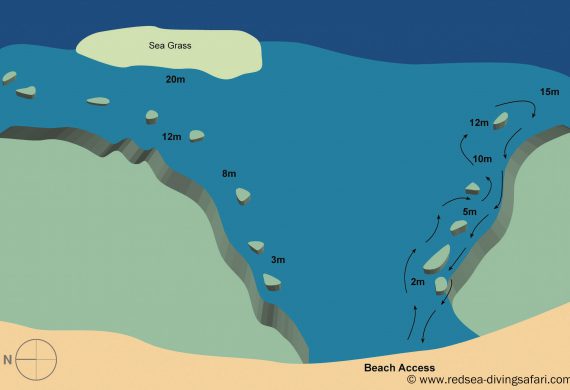 Sea Grass
20m
15m
12m
12m
10m
8m
5m
3m
2m
N
Beach Access
© www.redsea-divingsafari.com